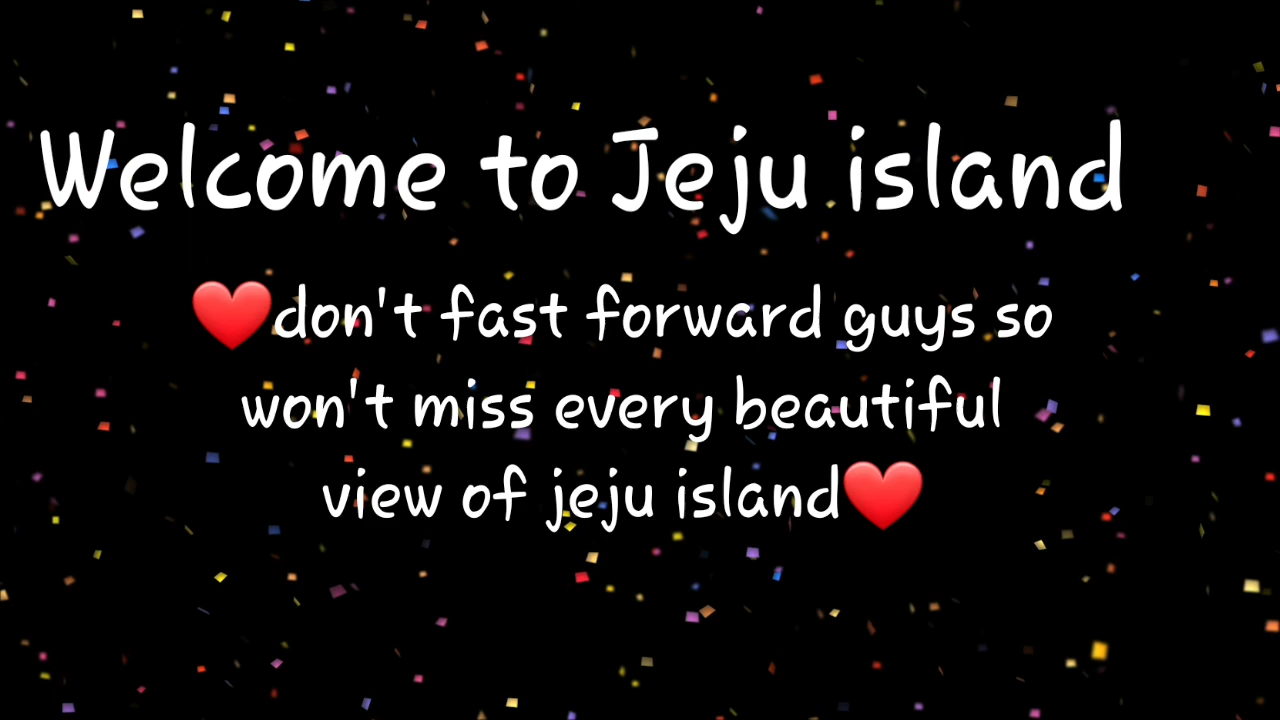 Welcome to Jeju island
❤️don't fast forward guys so
won't miss every beautiful
view of jeju island❤️